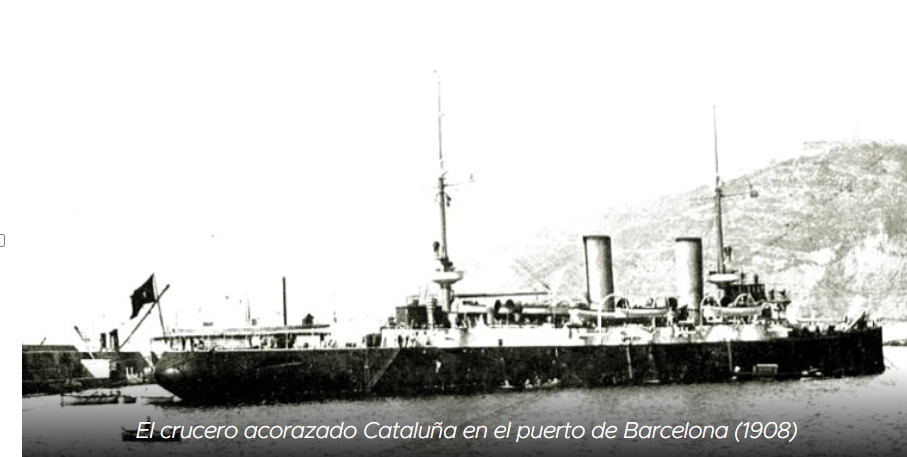 El crucero acorazado Cataluña en el puerto de Barcelona (1908)